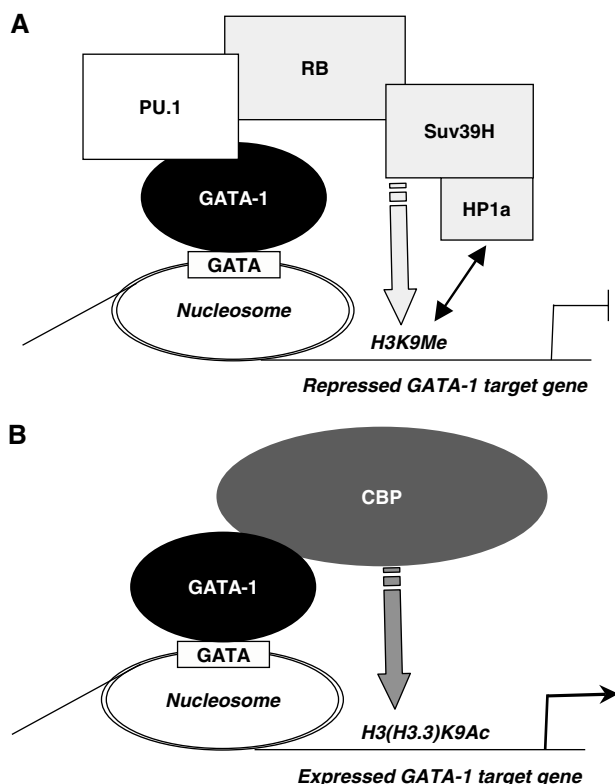 A
RB
PU.1
Suv39H
GATA-1
HP1a
GATA
Nucleosome
H3K9Me
Repressed GATA-1 target gene
B
CBP
GATA-1
GATA
Nucleosome
H3(H3.3)K9Ac
Expressed GATA-1 target gene